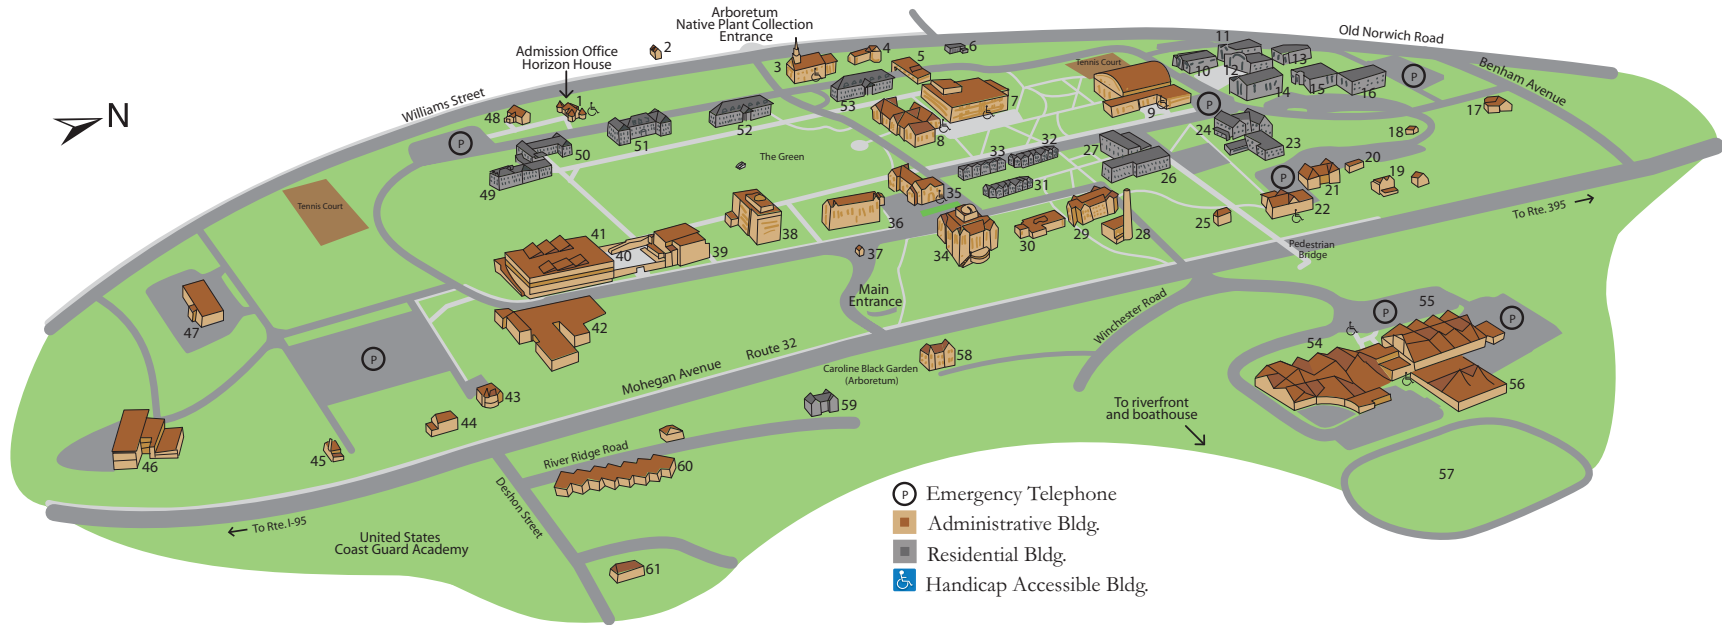 Arboretum
Native Plant Collection
Entrance
Admission Office
Horizon House
Old Norwich Road
Benham Avenue
Williams Street
N
Tennis Court
The Green
Tennis Court
To Rte. 395
Pedestrian
Bridge
Main
Entrance
Winchester Road
Mohegan Avenue Route 32
Caroline Black Garden
(Arboretum)
To riverfront
and boathouse
River Ridge Road
Deshon Street
To Rte. I-95
United States
Coast Guard Academy
P Emergency Telephone
Administrative Bldg.
Residential Bldg.
Handicap Accessible Bldg.
1
2
3
4
5
6
7
8
9
10
11
12
13
14
15
16
17
18
19
20
21
22
23
24
25
26
27
28
29
30
31
32
33
34
35
36
37
38
39
40
41
42
43
44
45
46
47
48
49
50
51
52
53
54
55
56
57
58
59
60
61
P
P
P
P
P
P
P